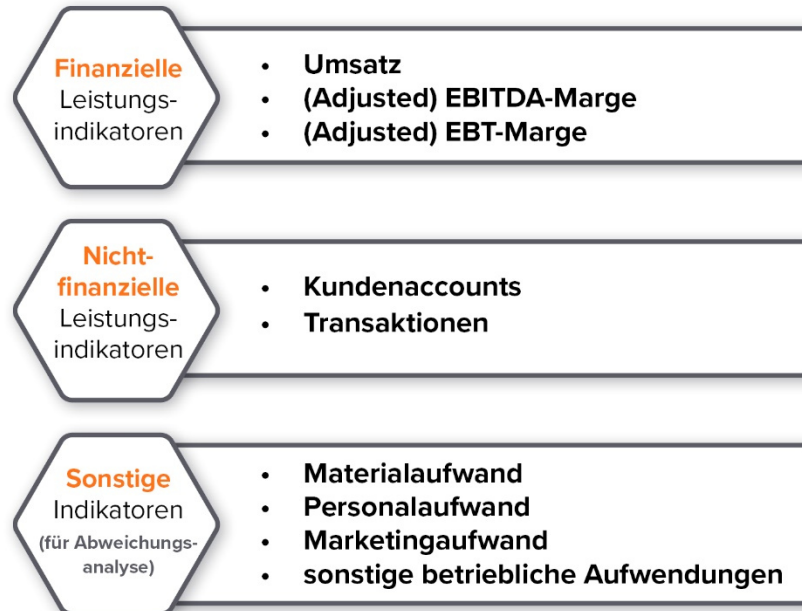 Finanzielle
Leistungs-
indikatoren
• Umsatz
• (Adjusted) EBITDA-Marge
• (Adjusted) EBT-Marge
Nicht-
finanzielle
Leistungs-
indikatoren
• Kundenaccounts
• Transaktionen
Sonstige
Indikatoren
(für Abweichungs-
analyse)
• Materialaufwand
• Personalaufwand
• Marketingaufwand
• sonstige betriebliche Aufwendungen